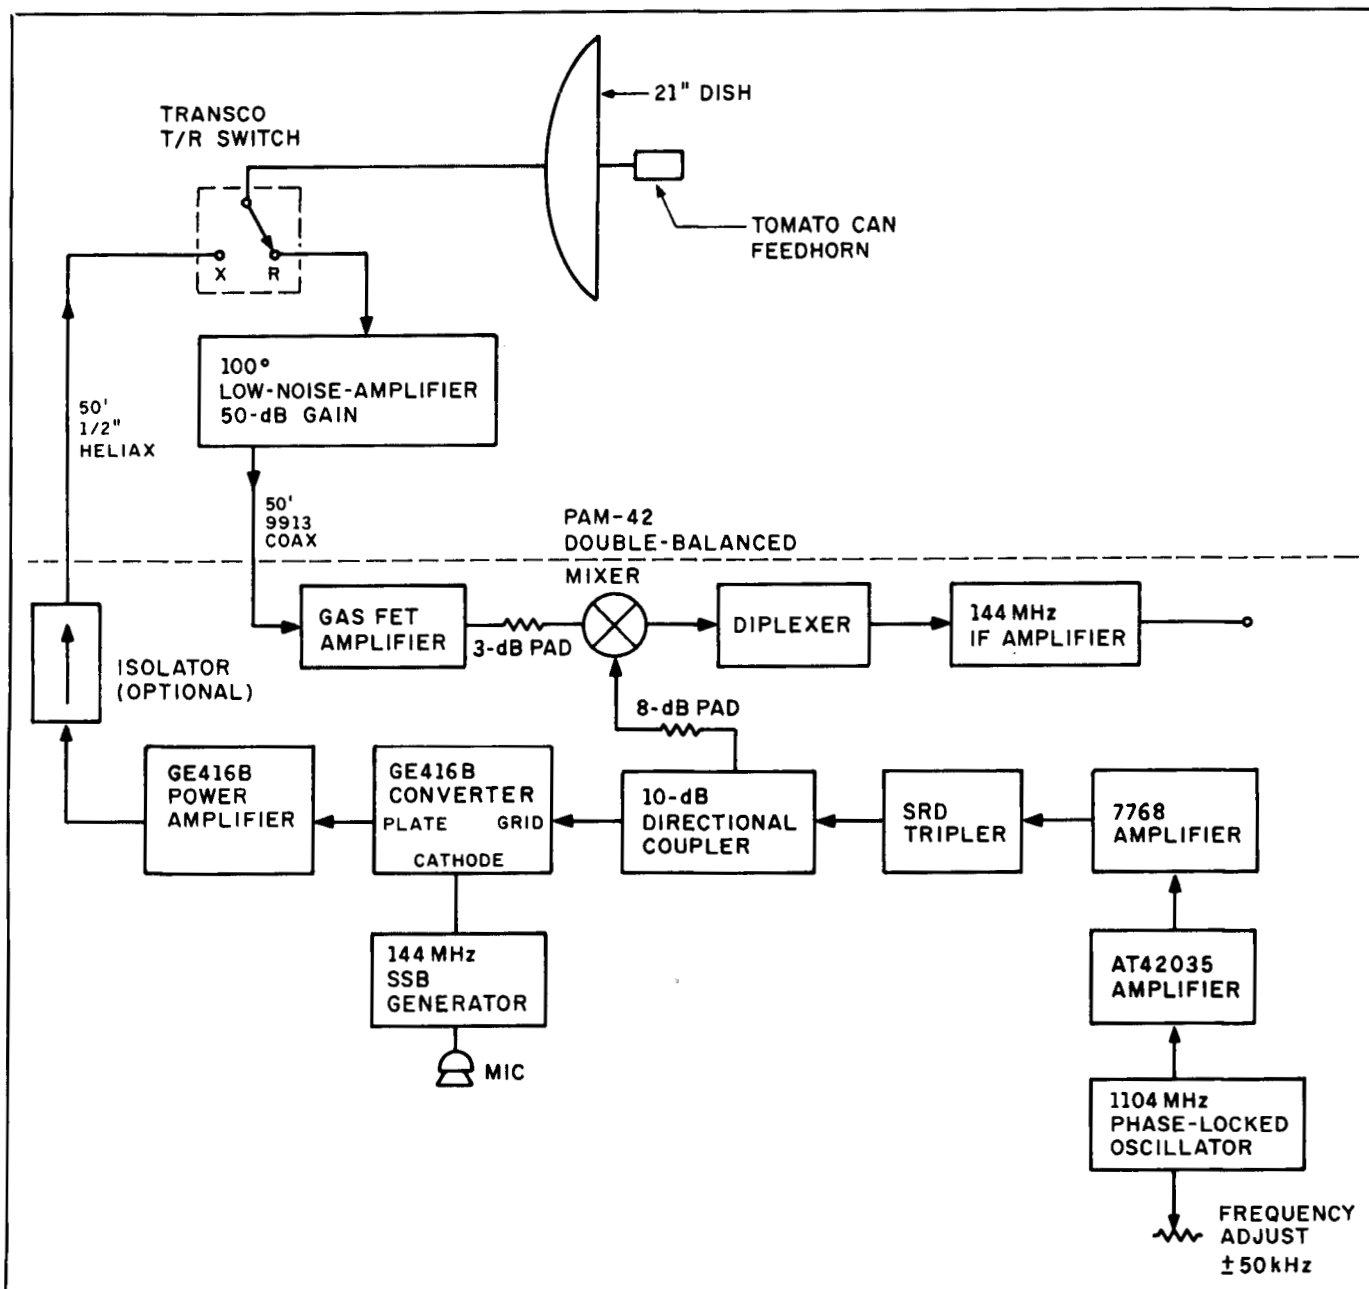 21" DISH
TRANSCO
T/R SWITCH
TOMATO CAN
FEEDHORN
X R
100°
LOW-NOISE-AMPLIFIER
50-dB GAIN
50'
1/2"
HELIAX
50'
9913
COAX
PAM-42
DOUBLE-BALANCED
MIXER
GAS FET
AMPLIFIER
3-dB PAD
DIPLEXER
144 MHz
IF AMPLIFIER
ISOLATOR
(OPTIONAL)
8-dB PAD
GE416B
POWER
AMPLIFIER
GE416B
CONVERTER
PLATE GRID
CATHODE
10-dB
DIRECTIONAL
COUPLER
SRD
TRIPLER
7768
AMPLIFIER
144 MHz
SSB
GENERATOR
MIC
AT42035
AMPLIFIER
1104 MHz
PHASE-LOCKED
OSCILLATOR
FREQUENCY
ADJUST
±50kHz